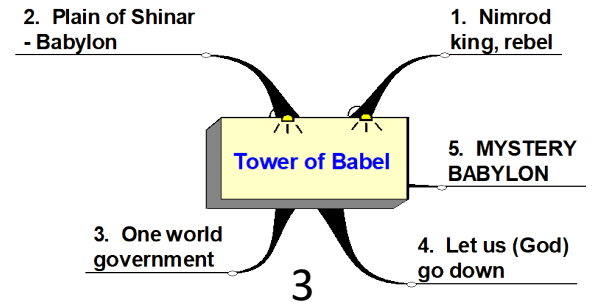 2. Plain of Shinar
- Babylon
1. Nimrod
king, rebel
Tower of Babel
5. MYSTERY
BABYLON
3. One world
government
4. Let us (God)
go down
3